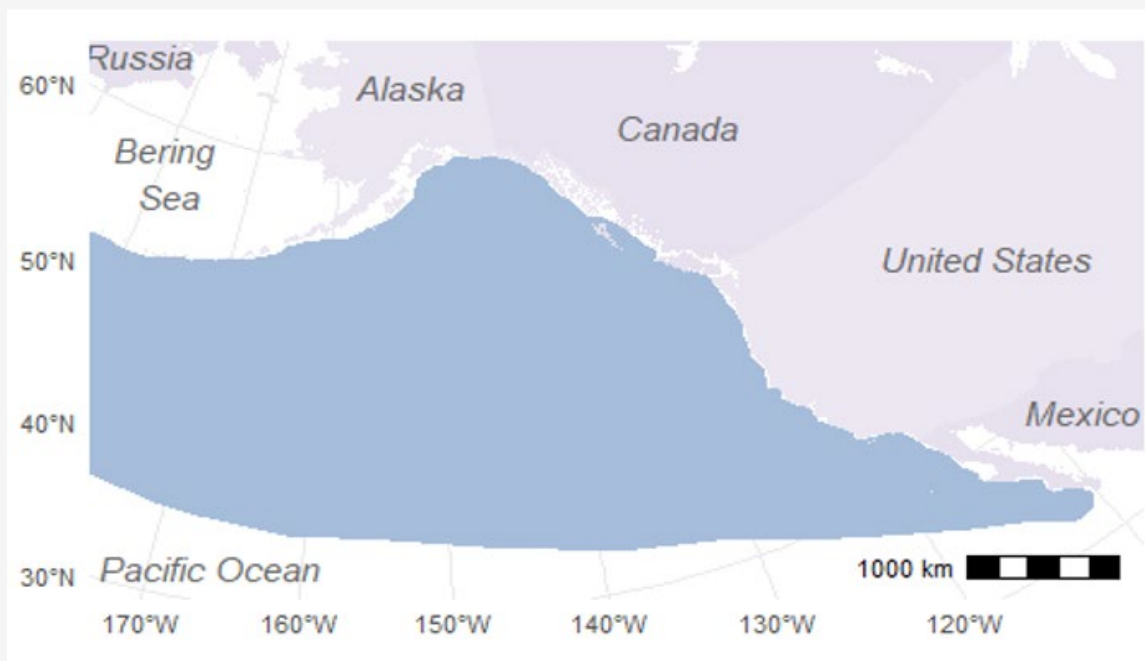 Russia
60°N
Alaska
Canada
Bering
Sea
50°N
United States
40°N
Mexico
1000 km
Pacific Ocean
30°N
170°W 160°W 150°W 140°W 130°W 120°W